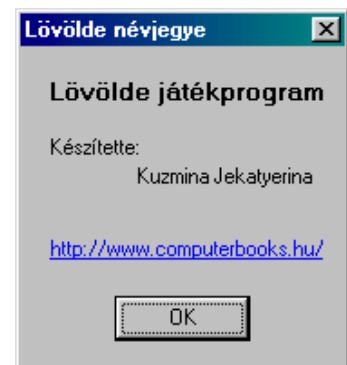 Lövölde névjegye
Lövölde játékprogram
Készítette:
Kuzmina Jekatyerina
http://www.computerbooks.hu/
OK